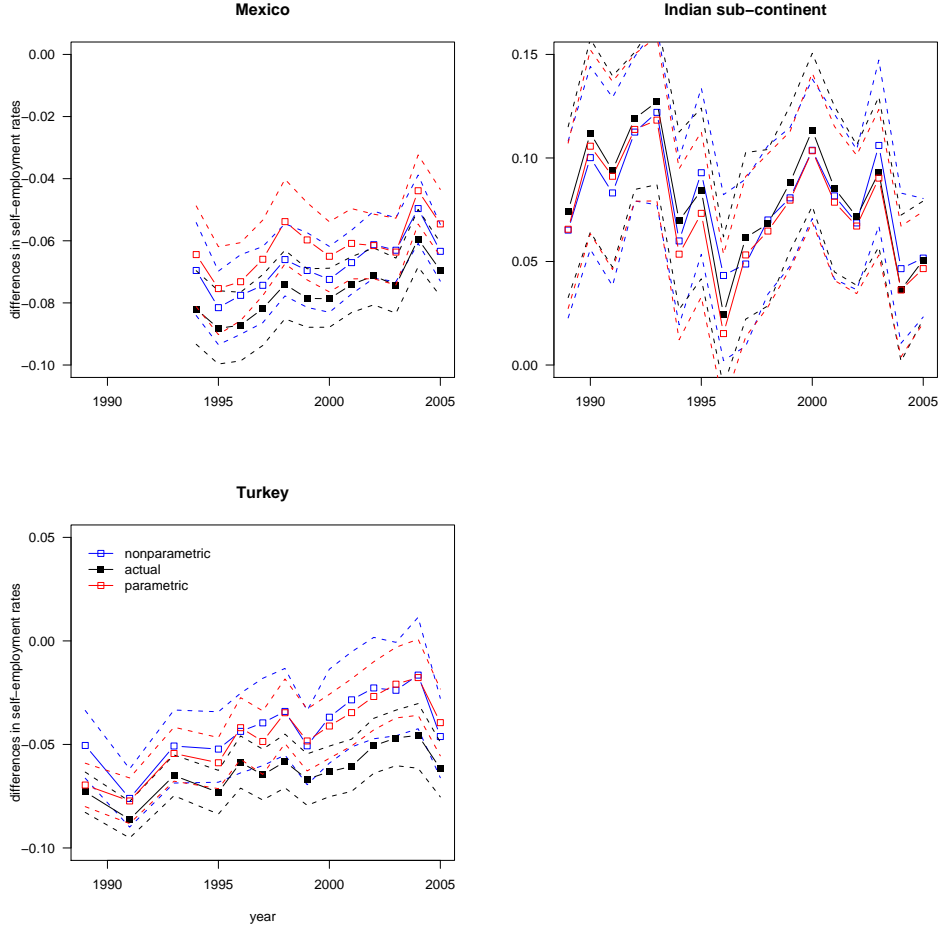 Mexico
Indian sub−continent
differences in self−employment rates
0.00
−0.02
−0.04
−0.06
−0.08
−0.10
1990
1995
2000
2005
0.15
0.10
0.05
0.00
1990
1995
2000
2005
Turkey
differences in self−employment rates
0.05
0.00
−0.05
−0.10
nonparametric
actual
parametric
1990
1995
2000
2005
year